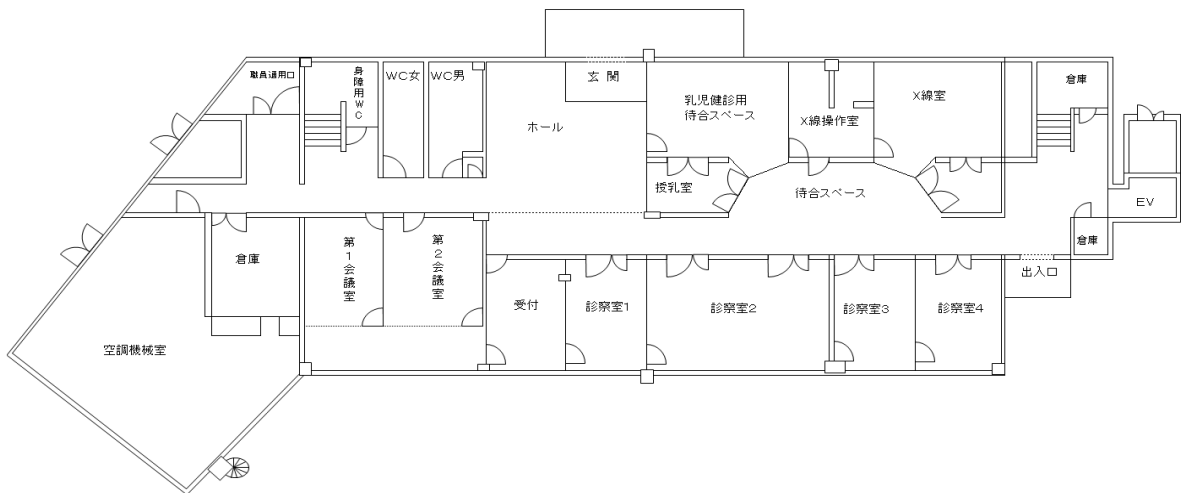 職員通用口
身障用WC
WC女
WC男
ホール
玄 関
乳児健診用
待合スペース
X線操作室
X線室
倉庫
授乳室
待合スペース
EV
倉庫
出入口
倉庫
第1会議室
第2会議室
受付
診察室1
診察室2
診察室3
診察室4
空調機械室